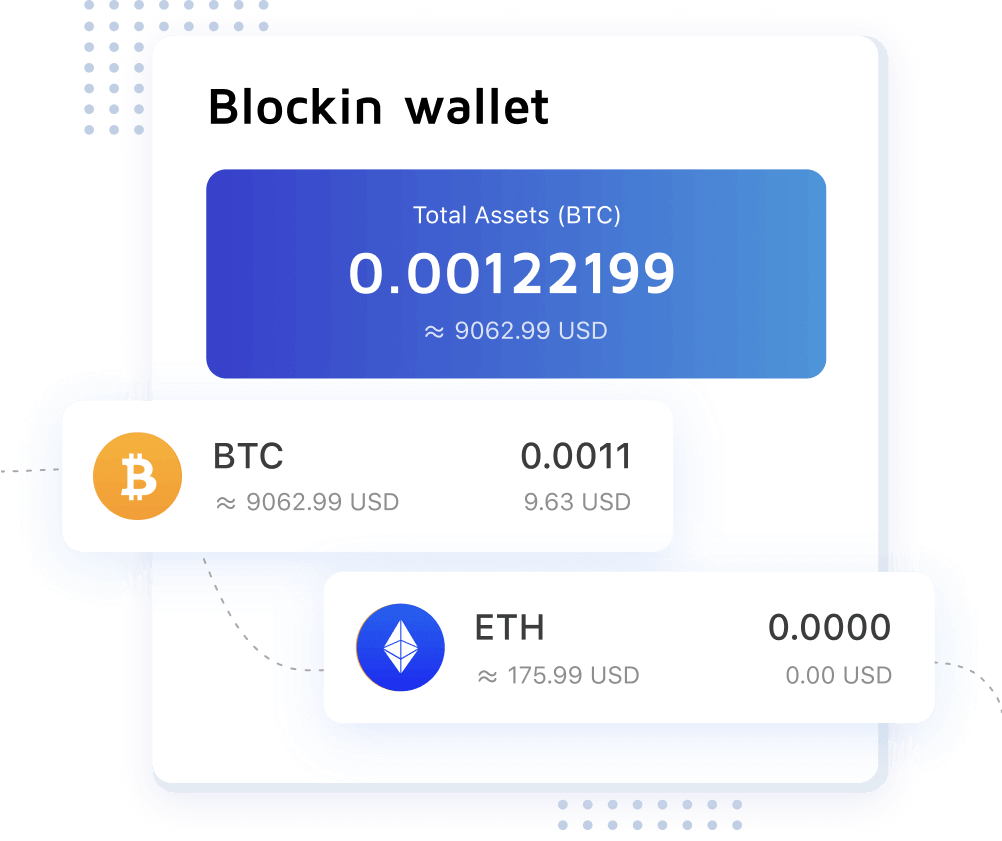 Blockin wallet
Total Assets (BTC)
0.00122199
≈ 9062.99 USD
BTC 0.0011
≈ 9062.99 USD 9.63 USD
ETH 0.0000
≈ 175.99 USD 0.00 USD